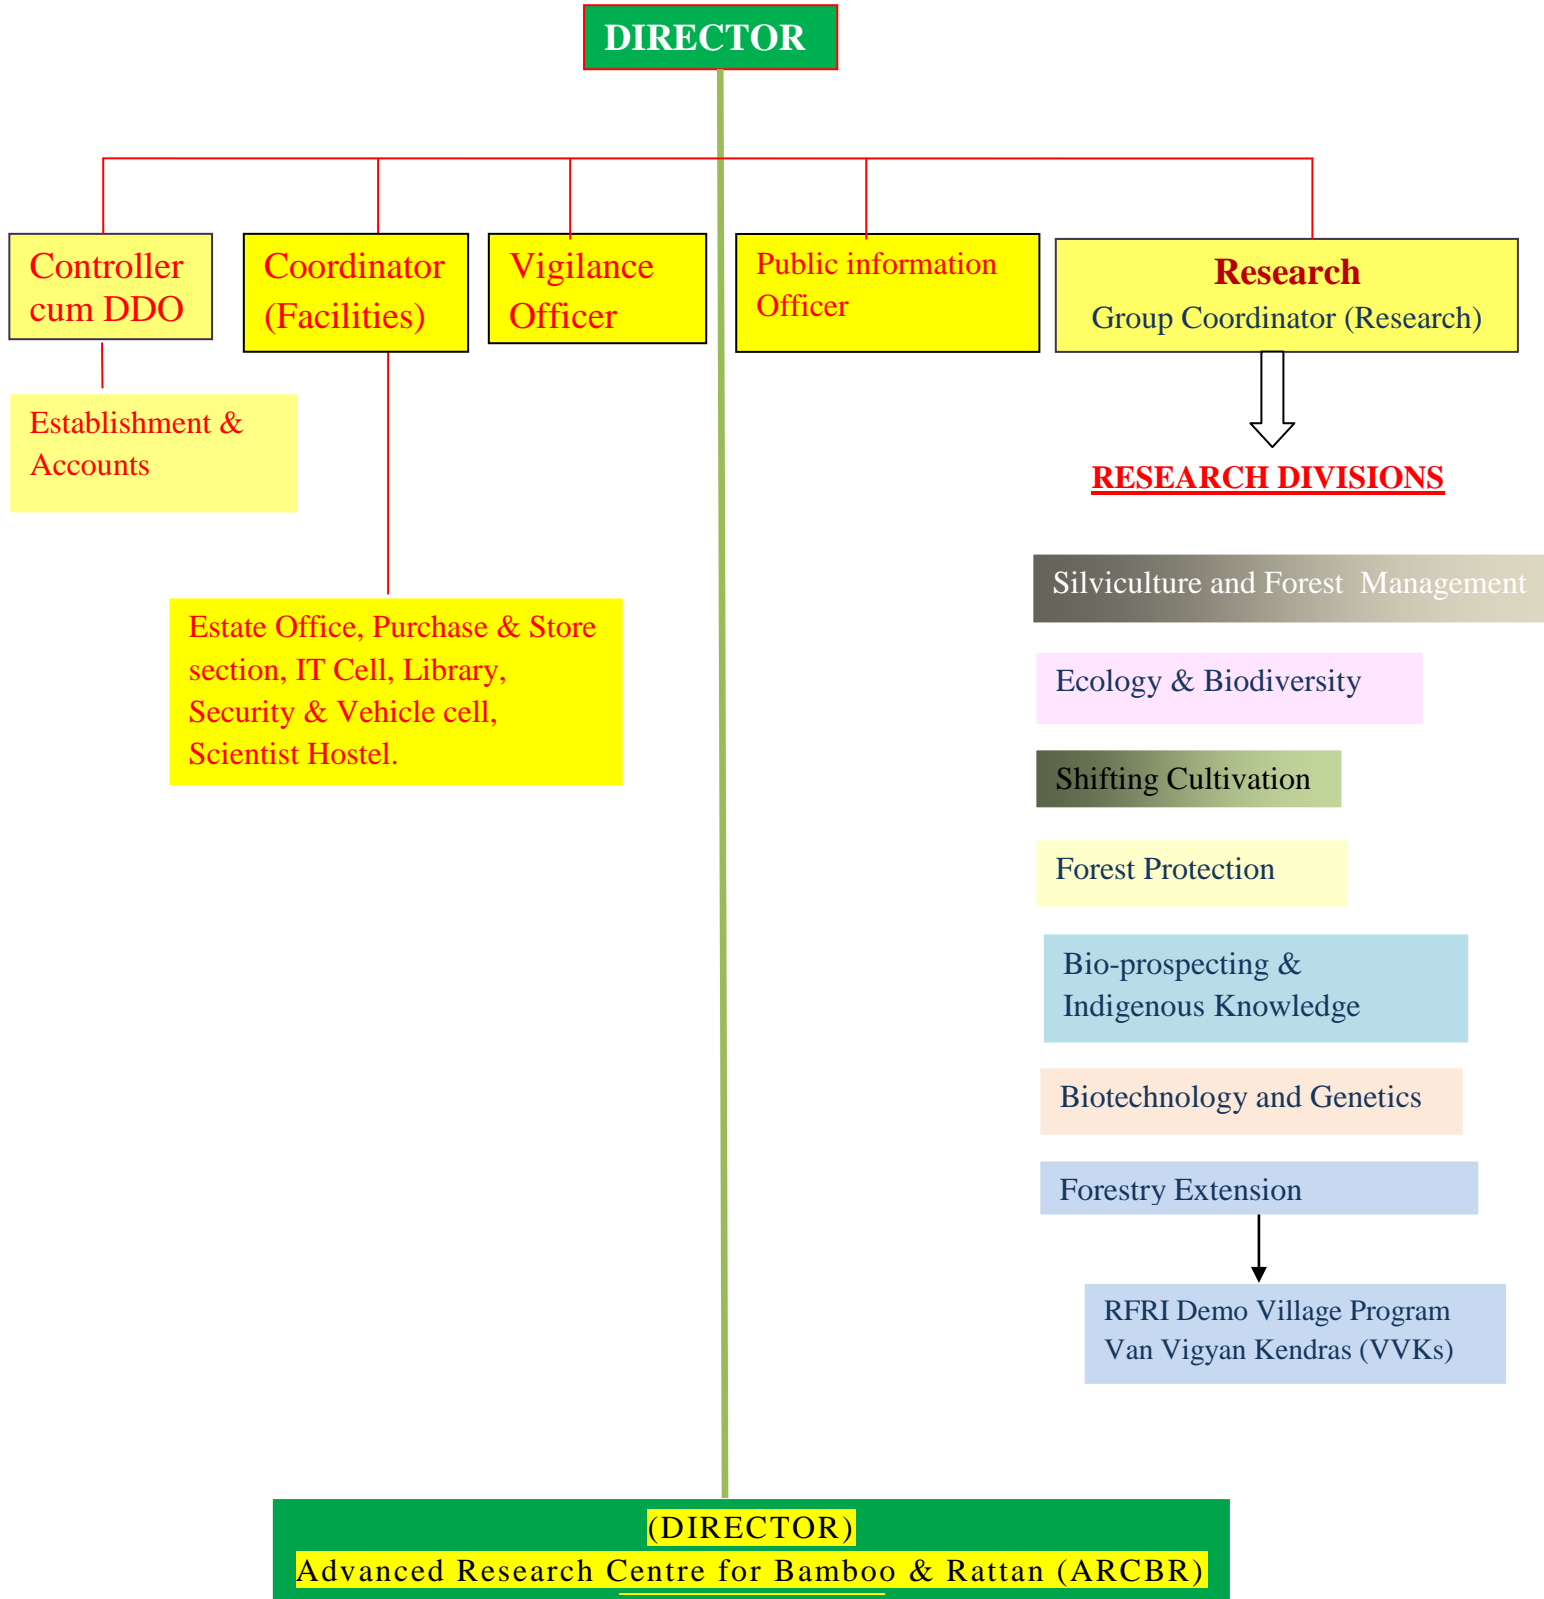 DIRECTOR
Controller
cum DDO
Coordinator
(Facilities)
Vigilance
Officer
Public information
Officer
Research
Group Coordinator (Research)
Establishment &
Accounts
RESEARCH DIVISIONS
Estate Office, Purchase & Store
section, IT Cell, Library,
Security & Vehicle cell,
Scientist Hostel.
Silviculture and Forest Management
Ecology & Biodiversity
Shifting Cultivation
Forest Protection
Bio-prospecting &
Indigenous Knowledge
Biotechnology and Genetics
Forestry Extension
RFRI Demo Village Program
Van Vigyan Kendras (VVKs)
(DIRECTOR)
Advanced Research Centre for Bamboo & Rattan (ARCBR)